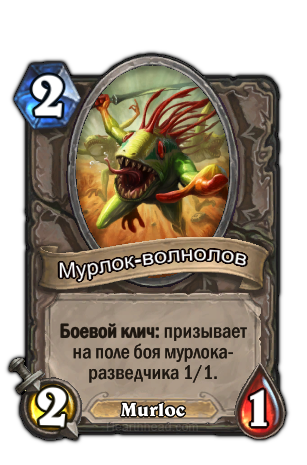 2
Мурлок-волнолов
Боевой клич: призывает
на поле боя мурлока-
разведчика 1/1.
2
Murloc
1